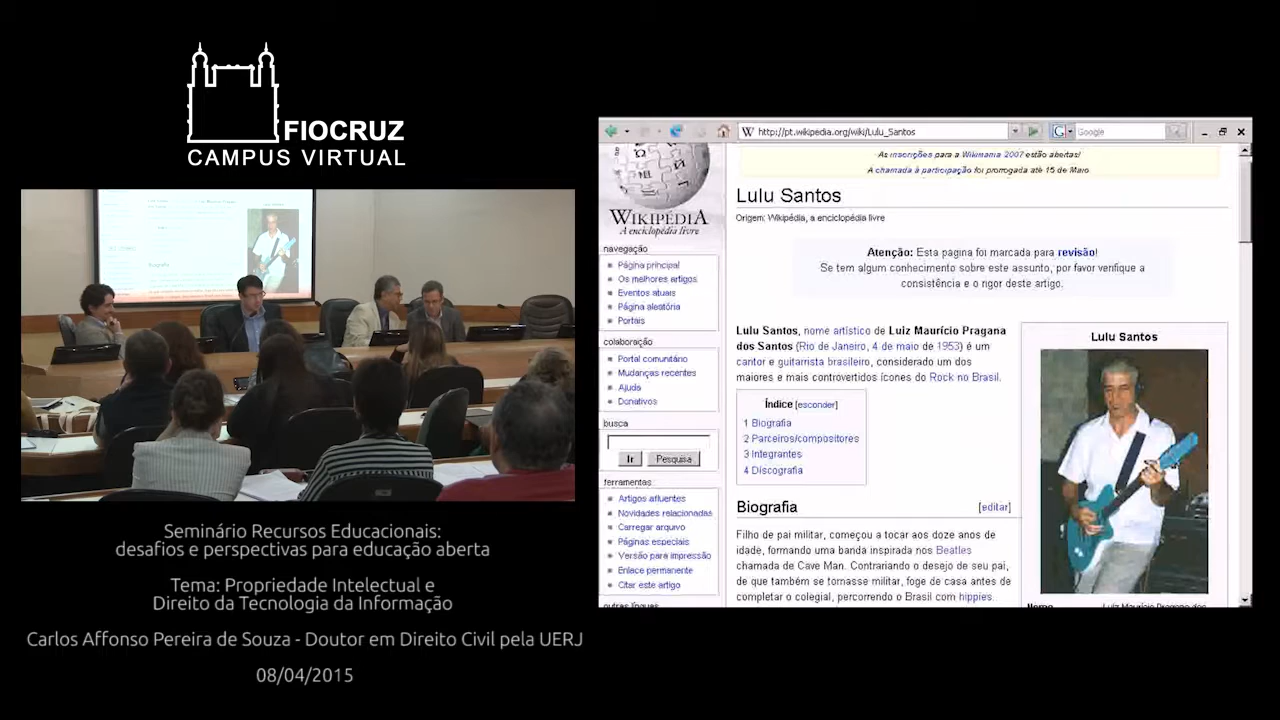 FIOCRUZ
CAMPUS VIRTUAL
Seminário Recursos Educacionais:
desafios e perspectivas para educação aberta
Tema: Propriedade Intelectual e
Direito da Tecnologia da Informação
Carlos Affonso Pereira de Souza - Doutor em Direito Civil pela UERJ
08/04/2015
http://pt.wikipedia.org/wiki/Lulu_Santos
Google
As inscrições para a Wikimania 2007 estão abertas!
A chamada à participação foi prorrogada até 15 de Maio
WIKIPÉDIA
A enciclopédia livre
navegação
Página principal
Os melhores artigos
Eventos atuais
Página aleatória
Portais
colaboração
Portal comunitário
Mudanças recentes
Ajuda
Donativos
busca
Ir Pesquisa
ferramentas
Artigos afluentes
Novidades relacionadas
Carregar arquivo
Páginas especiais
Versão para impressão
Enlace permanente
Citar este artigo
outras línguas
Lulu Santos
Origem: Wikipédia, a enciclopédia livre
Atenção: Esta página foi marcada para revisão!
Se tem algum conhecimento sobre este assunto, por favor verifique a
consistência e o rigor deste artigo.
Lulu Santos, nome artístico de Luiz Maurício Pragana
dos Santos (Rio de Janeiro, 4 de maio de 1953) é um
cantor e guitarrista brasileiro, considerado um dos
maiores e mais controvertidos ícones do Rock no Brasil.
Índice [esconder]
1 Biografia
2 Parceiros/compositores
3 Integrantes
4 Discografia
Biografia [editar]
Filho de pai militar, começou a tocar aos doze anos de
idade, formando uma banda inspirada nos Beatles
chamada de Cave Man. Contrariando o desejo de seu pai,
de que também se tornasse militar, foge de casa antes de
completar o colegial, percorrendo o Brasil com hippies.
Lulu Santos
Nome Luiz Maurício Pragana dos